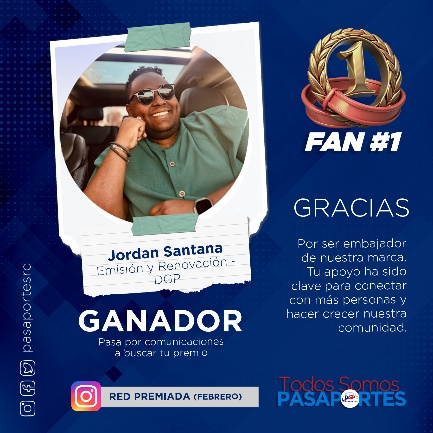 1
FAN #1
Jordan Santana
Emisión y Renovación -
DGP
GANADOR
Pasa por comunicaciones
a buscar tu premio
GRACIAS
Por ser embajador
de nuestra marca.
Tu apoyo ha sido
clave para conectar
con más personas y
hacer crecer nuestra
comunidad.
pasaportesrd
RED PREMIADA (FEBRERO)
Todos Somos
PASAPORTES